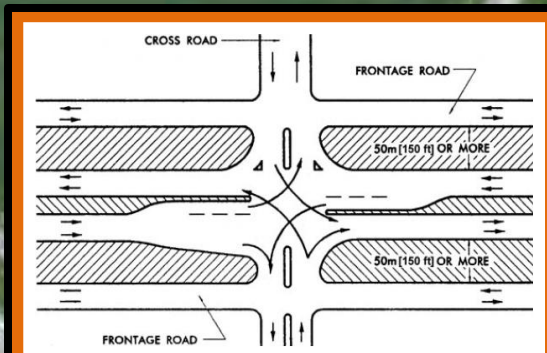 CROSS ROAD
FRONTAGE ROAD
50m [150 ft] OR MORE
50m [150 ft] OR MORE
FRONTAGE ROAD